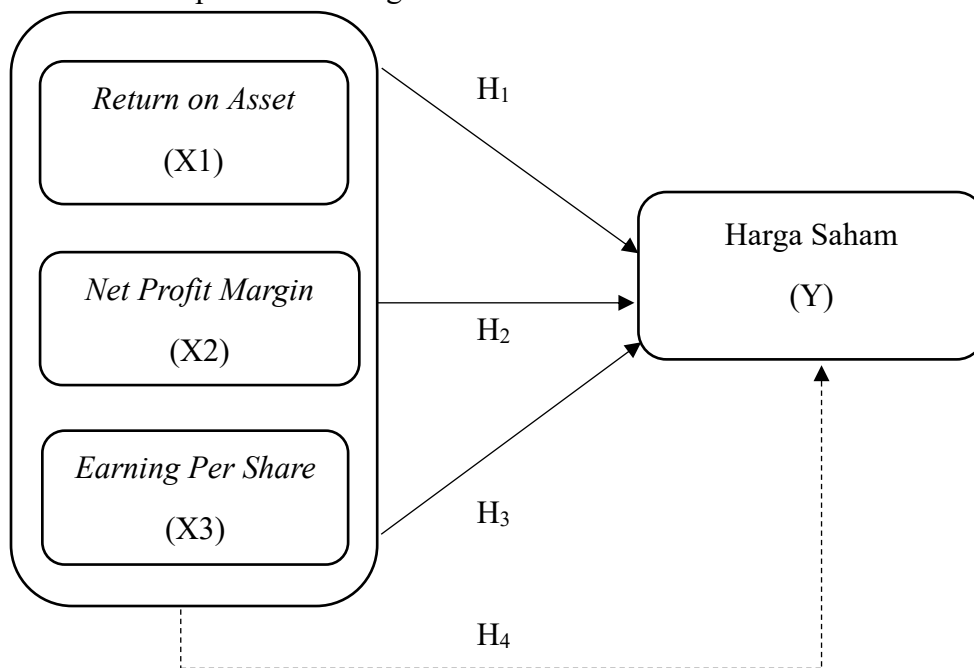 Return on Asset
(X1)
H₁
Harga Saham
(Y)
Net Profit Margin
(X2)
H₂
Earning Per Share
(X3)
H₃
H₄